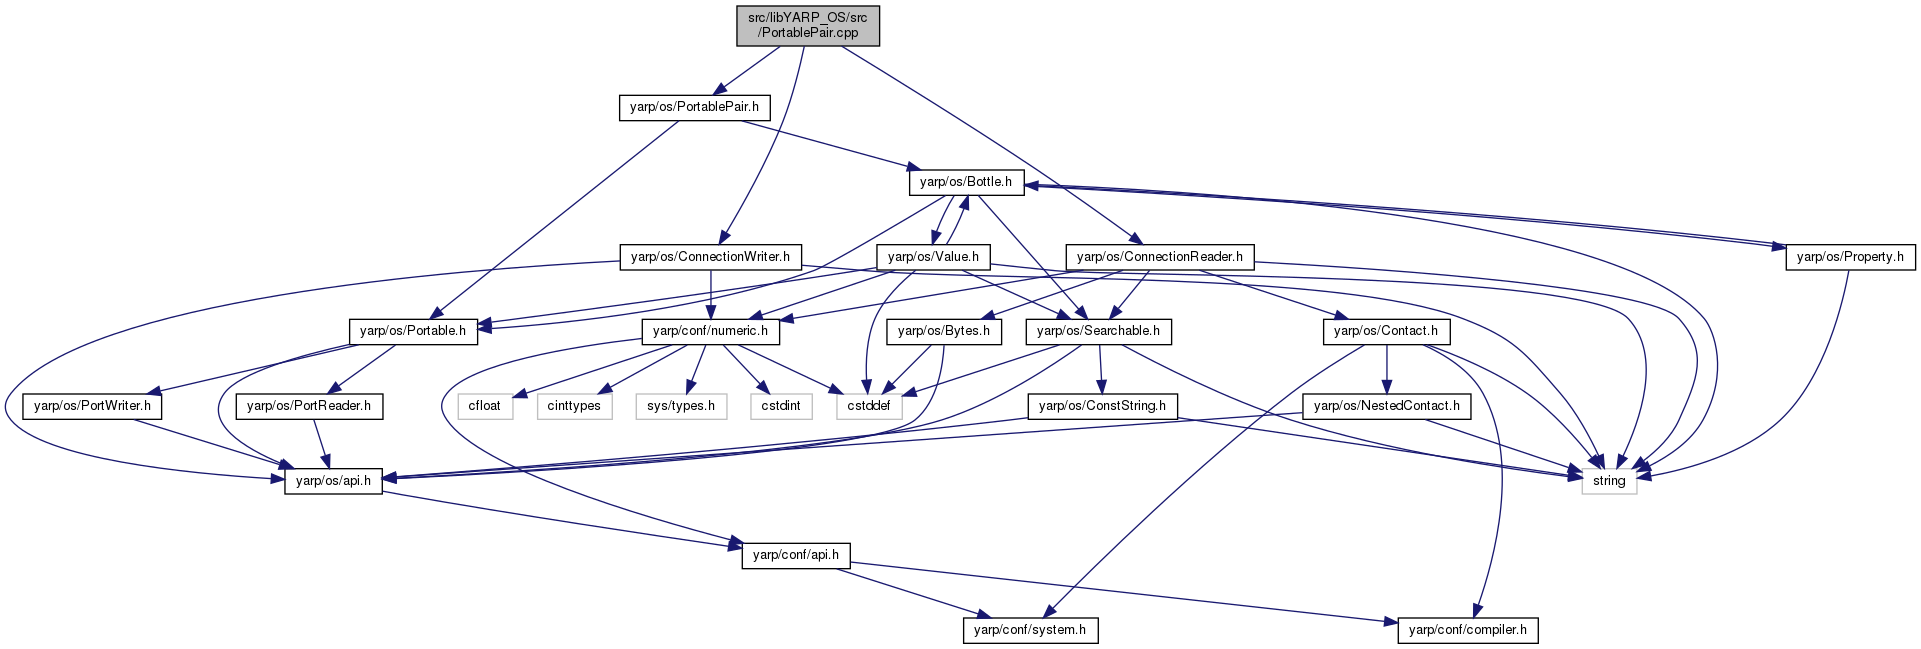 src/libYARP_OS/src
/PortablePair.cpp
yarp/os/PortablePair.h
yarp/os/Bottle.h
yarp/os/ConnectionWriter.h
yarp/os/Value.h
yarp/os/ConnectionReader.h
yarp/os/Property.h
yarp/os/Portable.h
yarp/conf/numeric.h
yarp/os/Bytes.h
yarp/os/Searchable.h
yarp/os/Contact.h
yarp/os/PortWriter.h
yarp/os/PortReader.h
cfloat
cinttypes
sys/types.h
cstdint
cstddef
yarp/os/ConstString.h
yarp/os/NestedContact.h
yarp/os/api.h
string
yarp/conf/api.h
yarp/conf/system.h
yarp/conf/compiler.h